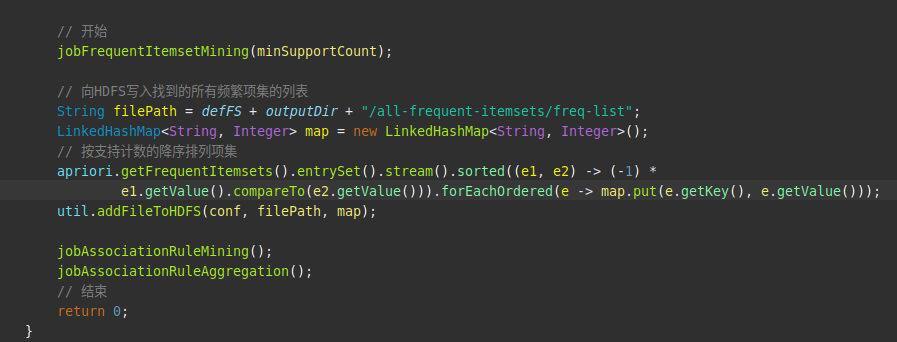 // 开始
jobFrequentItemsetMining(minSupportCount);
// 向HDFS写入找到的所有频繁项集的列表
String filePath = defFS + outputDir + "/all-frequent-itemsets/freq-list";
LinkedHashMap<String, Integer> map = new LinkedHashMap<String, Integer>();
// 按支持计数的降序排列项集
apriori.getFrequentItemsets().entrySet().stream().sorted((e1, e2) -> (-1) *
e1.getValue().compareTo(e2.getValue())).forEachOrdered(e -> map.put(e.getKey(), e.getValue()));
util.addFileToHDFS(conf, filePath, map);
jobAssociationRuleMining();
jobAssociationRuleAggregation();
// 结束
return 0;
}